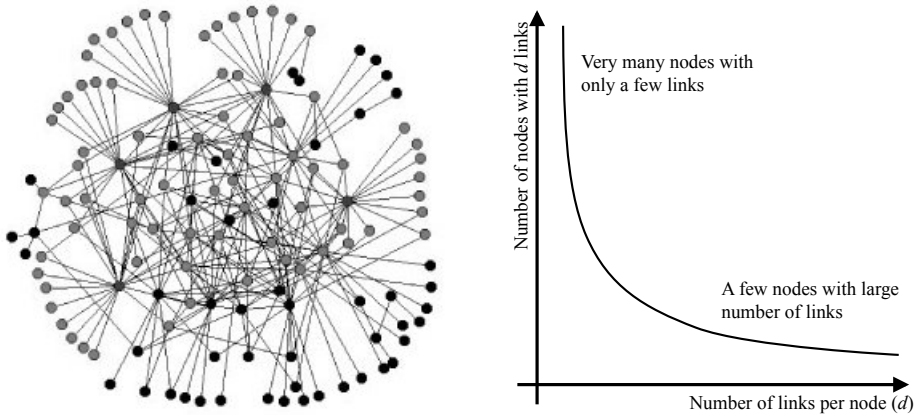 Number of nodes with d links
Very many nodes with
only a few links
A few nodes with large
number of links
Number of links per node (d)